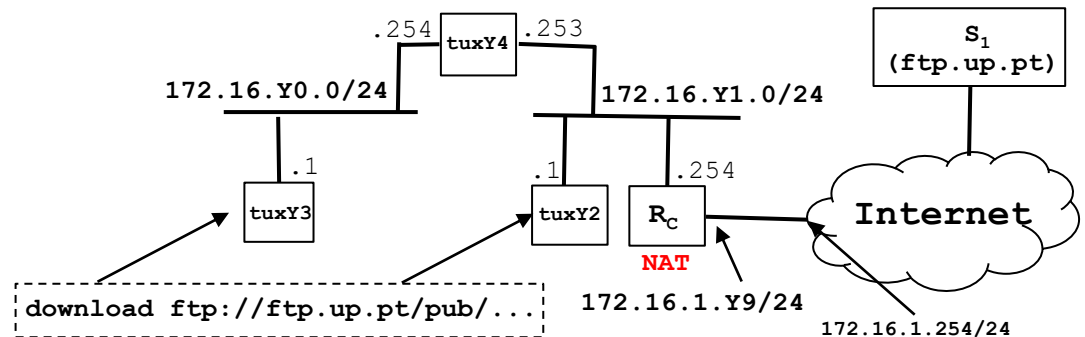 .254
tuxY4
.253
S1
(ftp.up.pt)
172.16.Y0.0/24
172.16.Y1.0/24
.1
.1
.254
tuxY3
tuxY2
RC
Internet
NAT
download ftp://ftp.up.pt/pub/...
172.16.1.Y9/24
172.16.1.254/24